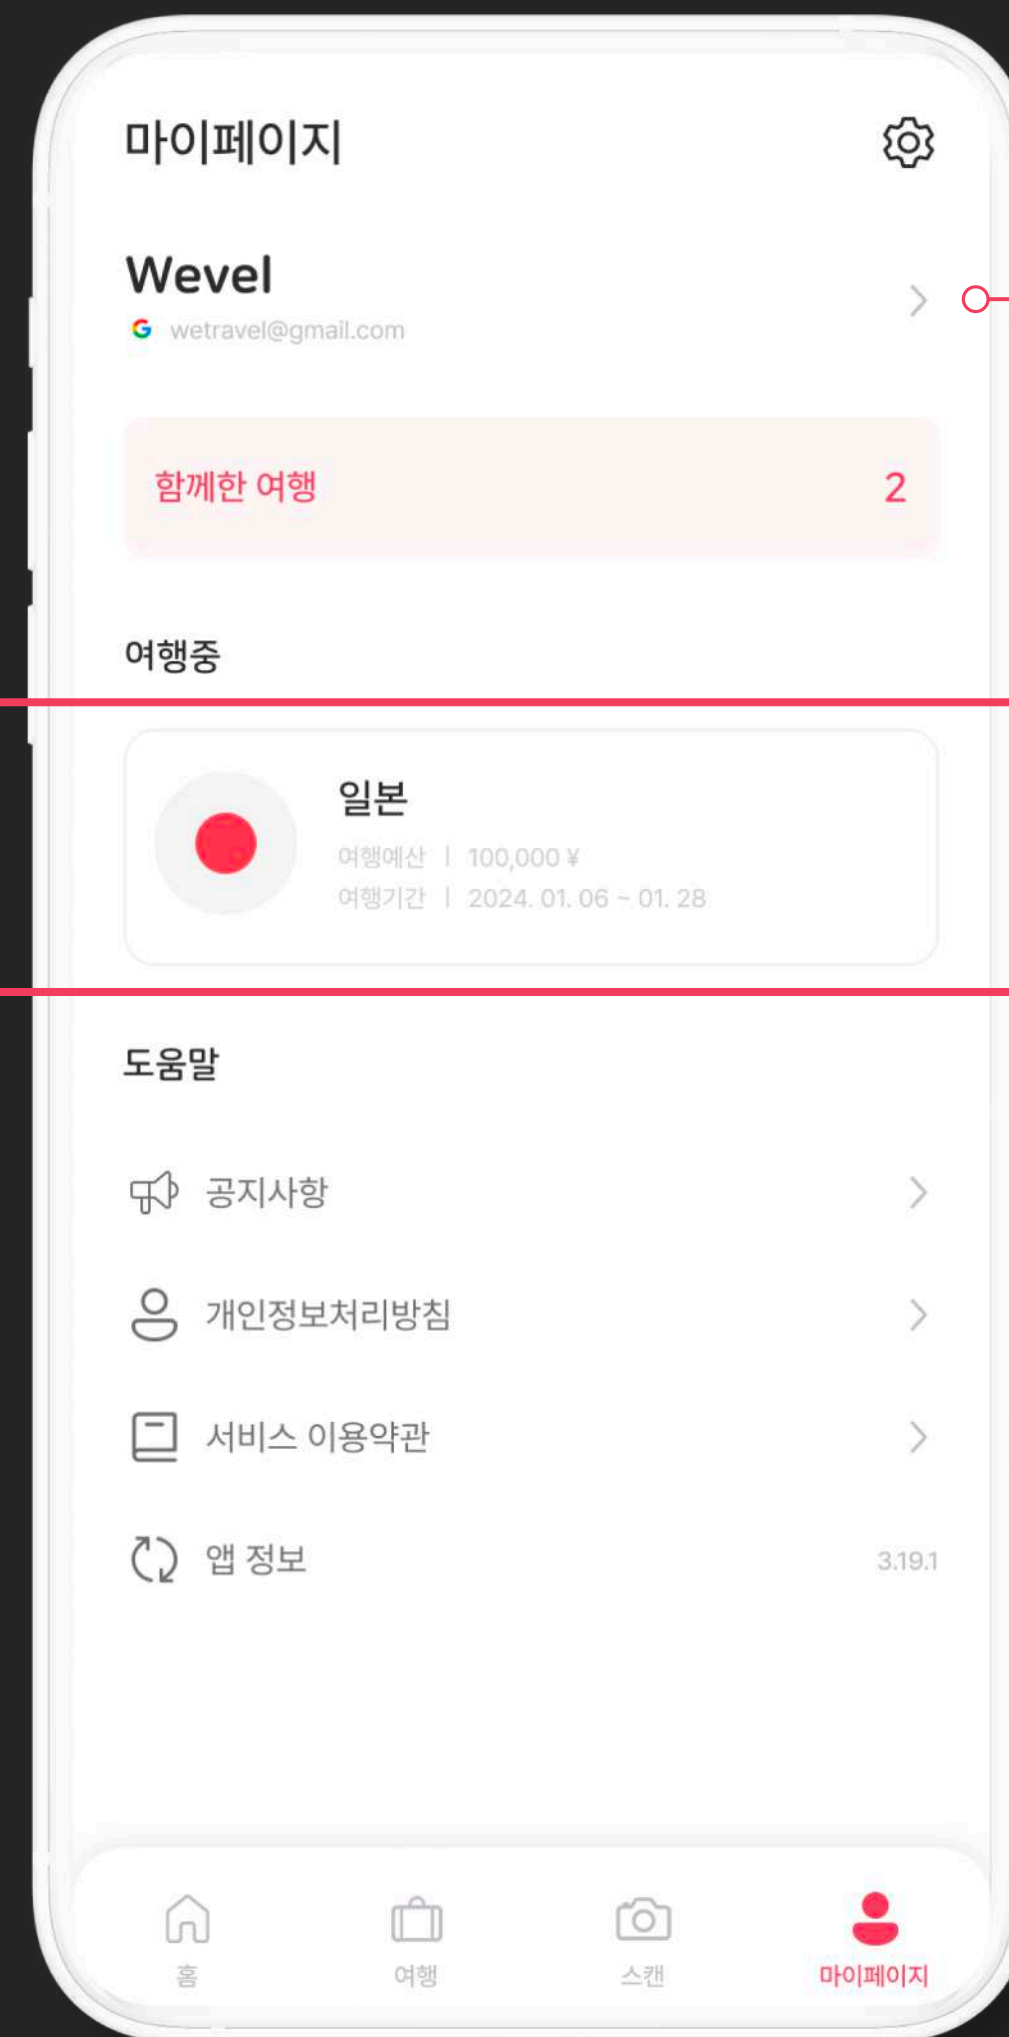 마이페이지
Wevel
wetravel@gmail.com
함께한 여행 2
여행중
일본
여행예산 | 100,000 ¥
여행기간 | 2024. 01. 06 ~ 01. 28
도움말
공지사항
개인정보처리방침
서비스 이용약관
앱 정보 3.19.1
홈 여행 스캔 마이페이지